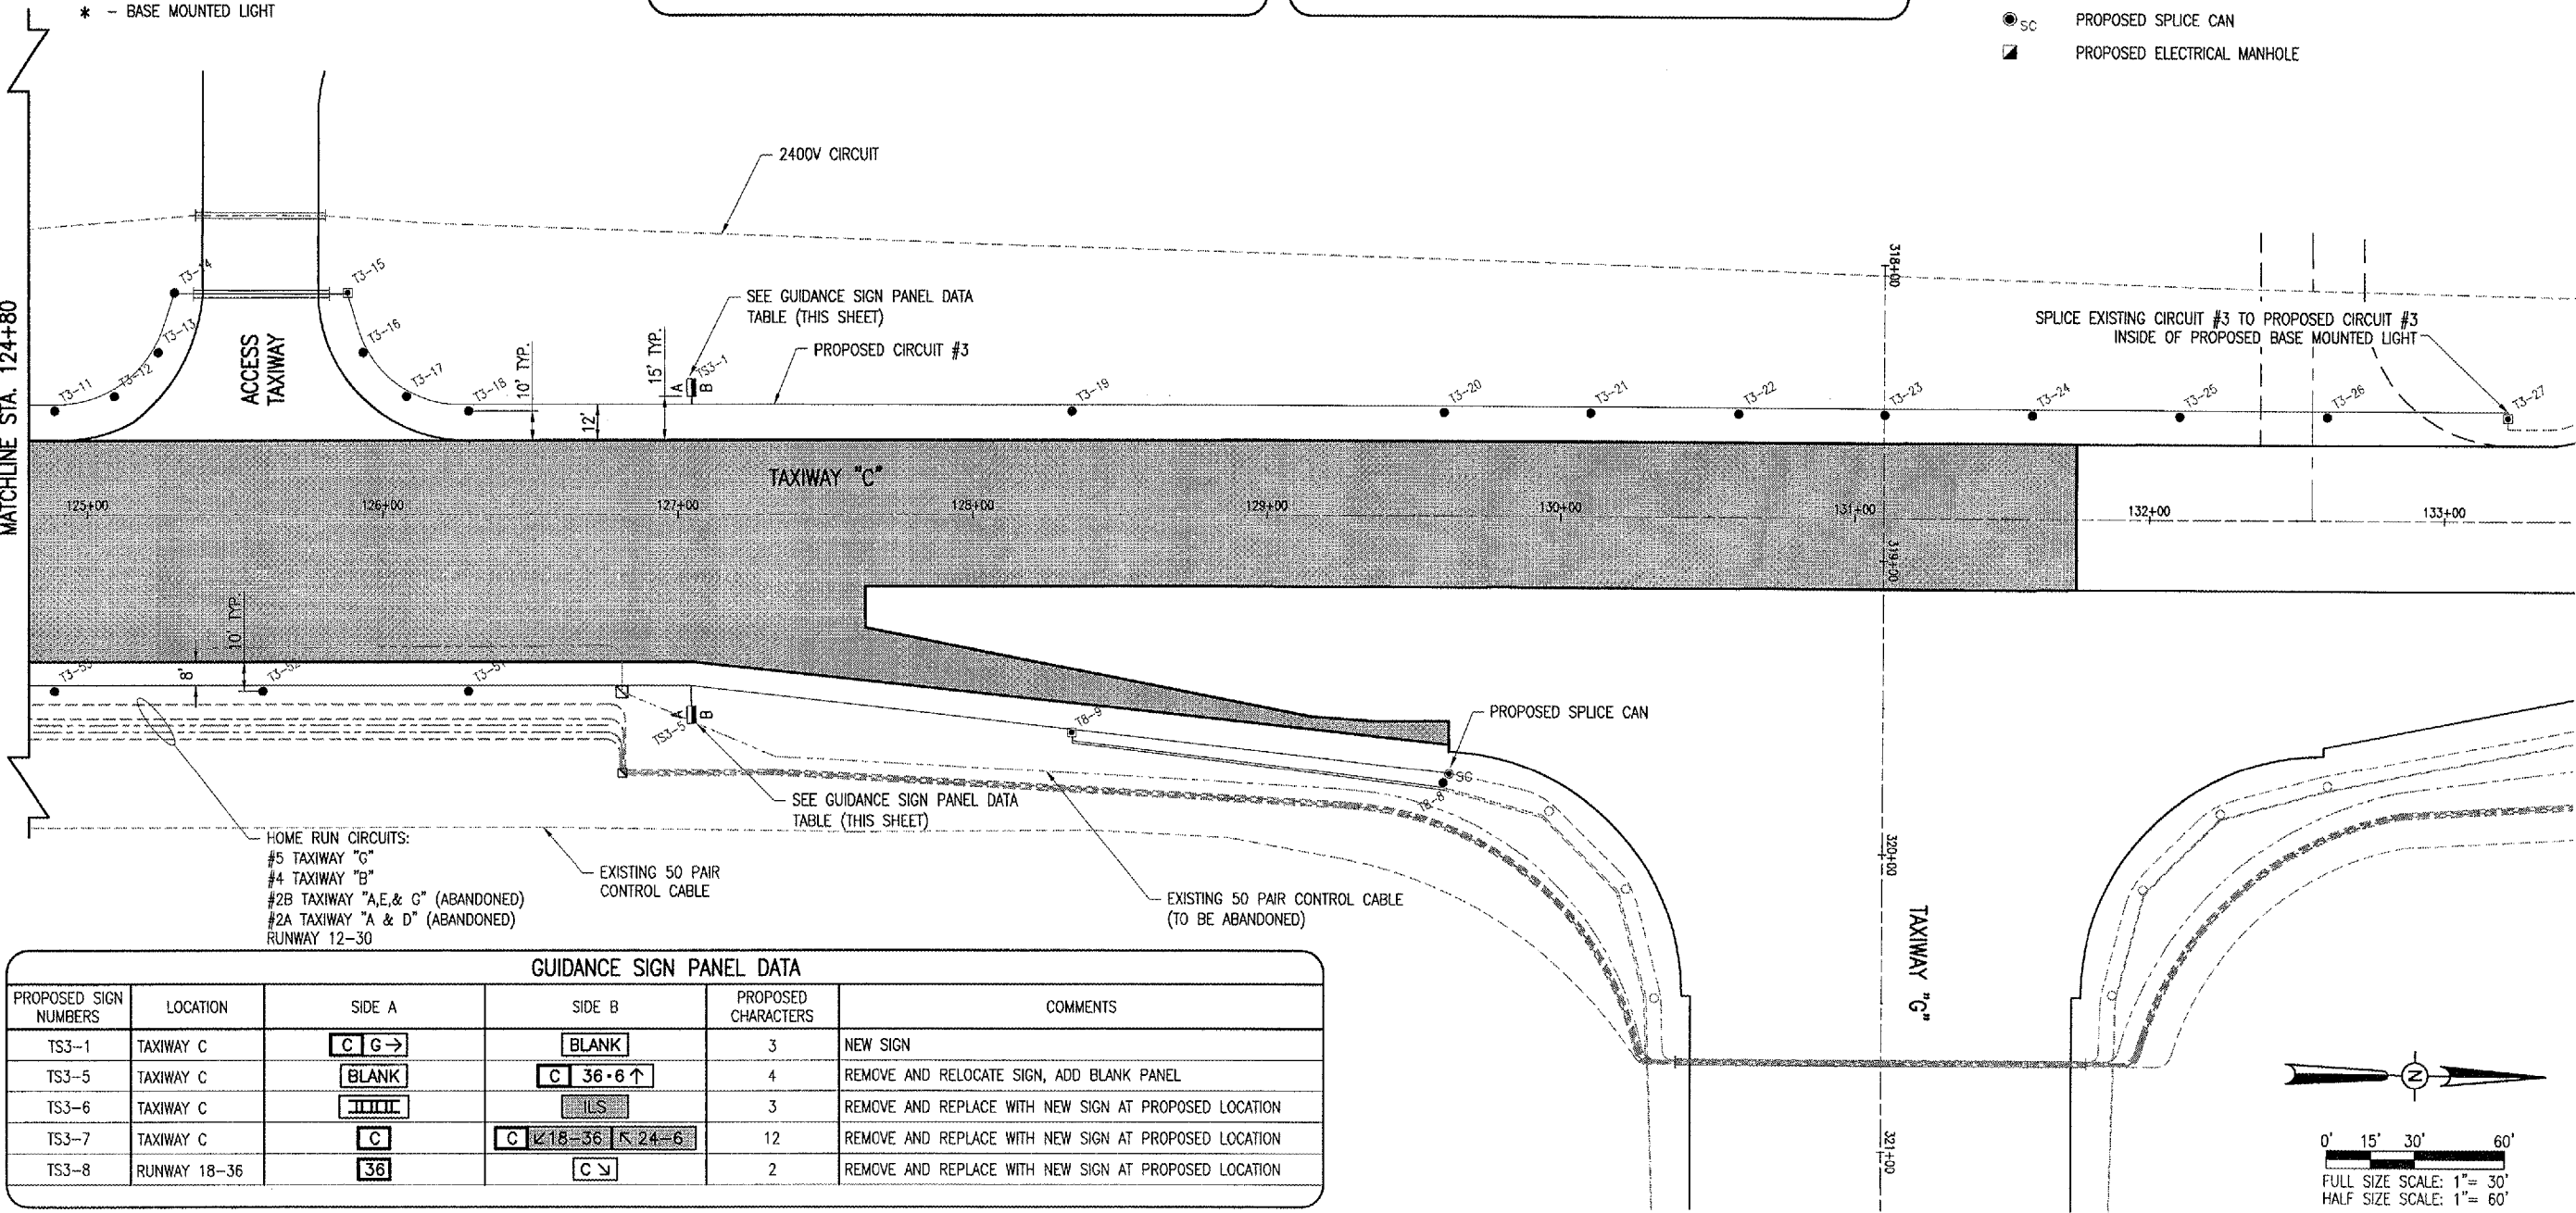 * - BASE MOUNTED LIGHT
SC PROPOSED SPLICE CAN
PROPOSED ELECTRICAL MANHOLE
2400V CIRCUIT
MATCHLINE STA. 124+80
T3-14
T3-15
T3-13
T3-16
T3-11
T3-12
T3-17
T3-18
ACCESS
TAXIWAY
10' TYP.
12'
15' TYP.
SEE GUIDANCE SIGN PANEL DATA
TABLE (THIS SHEET)
A
B
TS3-1
PROPOSED CIRCUIT #3
T3-19
T3-20
T3-21
T3-22
T3-23
T3-24
T3-25
T3-26
T3-27
318+00
SPLICE EXISTING CIRCUIT #3 TO PROPOSED CIRCUIT #3
INSIDE OF PROPOSED BASE MOUNTED LIGHT
TAXIWAY "C"
125+00
126+00
127+00
128+00
129+00
130+00
131+00
132+00
133+00
319+00
10' TYP.
8'
T3-53
T3-52
T3-51
A
B
TS3-5
T8-9
PROPOSED SPLICE CAN
SC
T8-8
SEE GUIDANCE SIGN PANEL DATA
TABLE (THIS SHEET)
HOME RUN CIRCUITS:
#5 TAXIWAY "G"
#4 TAXIWAY "B"
#2B TAXIWAY "A,E,& G" (ABANDONED)
#2A TAXIWAY "A & D" (ABANDONED)
RUNWAY 12-30
EXISTING 50 PAIR
CONTROL CABLE
EXISTING 50 PAIR CONTROL CABLE
(TO BE ABANDONED)
320+00
TAXIWAY "G"
321+00
GUIDANCE SIGN PANEL DATA
PROPOSED SIGN NUMBERS LOCATION SIDE A SIDE B PROPOSED CHARACTERS COMMENTS
TS3-1 TAXIWAY C C G→ BLANK 3 NEW SIGN
TS3-5 TAXIWAY C BLANK C 36·6↑ 4 REMOVE AND RELOCATE SIGN, ADD BLANK PANEL
TS3-6 TAXIWAY C ILS 3 REMOVE AND REPLACE WITH NEW SIGN AT PROPOSED LOCATION
TS3-7 TAXIWAY C C C ↙18-36 ↖24-6 12 REMOVE AND REPLACE WITH NEW SIGN AT PROPOSED LOCATION
TS3-8 RUNWAY 18-36 36 C↘ 2 REMOVE AND REPLACE WITH NEW SIGN AT PROPOSED LOCATION
N
0' 15' 30' 60'
FULL SIZE SCALE: 1"= 30'
HALF SIZE SCALE: 1"= 60'